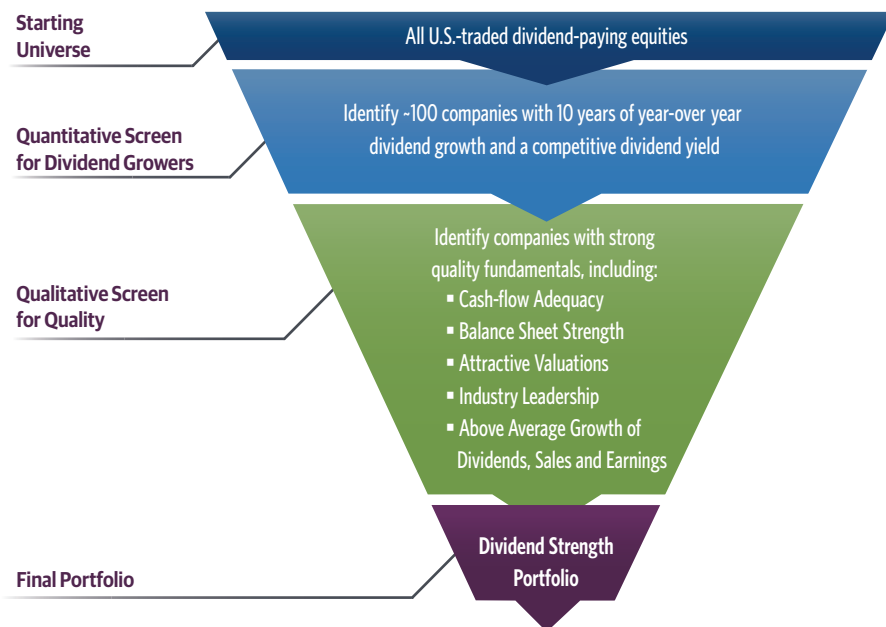 Starting
Universe
All U.S.-traded dividend-paying equities
Quantitative Screen
for Dividend Growers
Identify ~100 companies with 10 years of year-over year
dividend growth and a competitive dividend yield
Qualitative Screen
for Quality
Identify companies with strong
quality fundamentals, including:
▪ Cash-flow Adequacy
▪ Balance Sheet Strength
▪ Attractive Valuations
▪ Industry Leadership
▪ Above Average Growth of
Dividends, Sales and Earnings
Final Portfolio
Dividend Strength
Portfolio